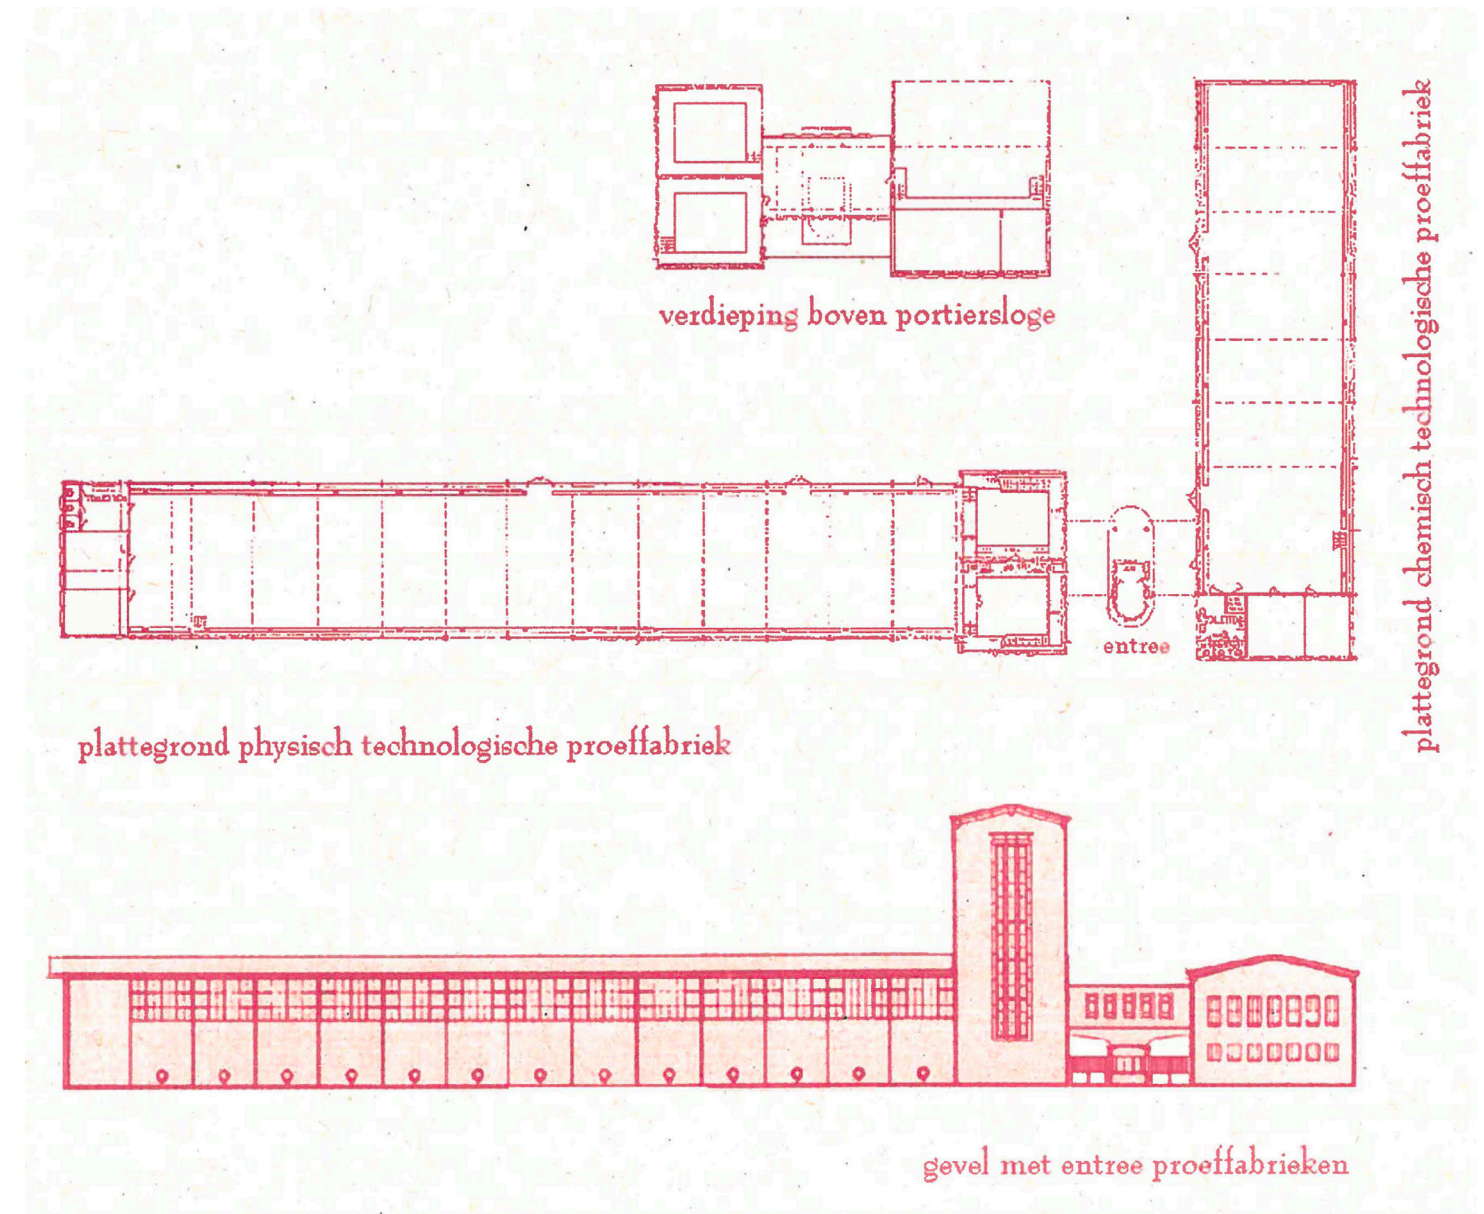 verdieping boven portiersloge
plattegrond chemisch technologische proeffabriek
entree
plattegrond physisch technologische proeffabriek
gevel met entree proeffabrieken